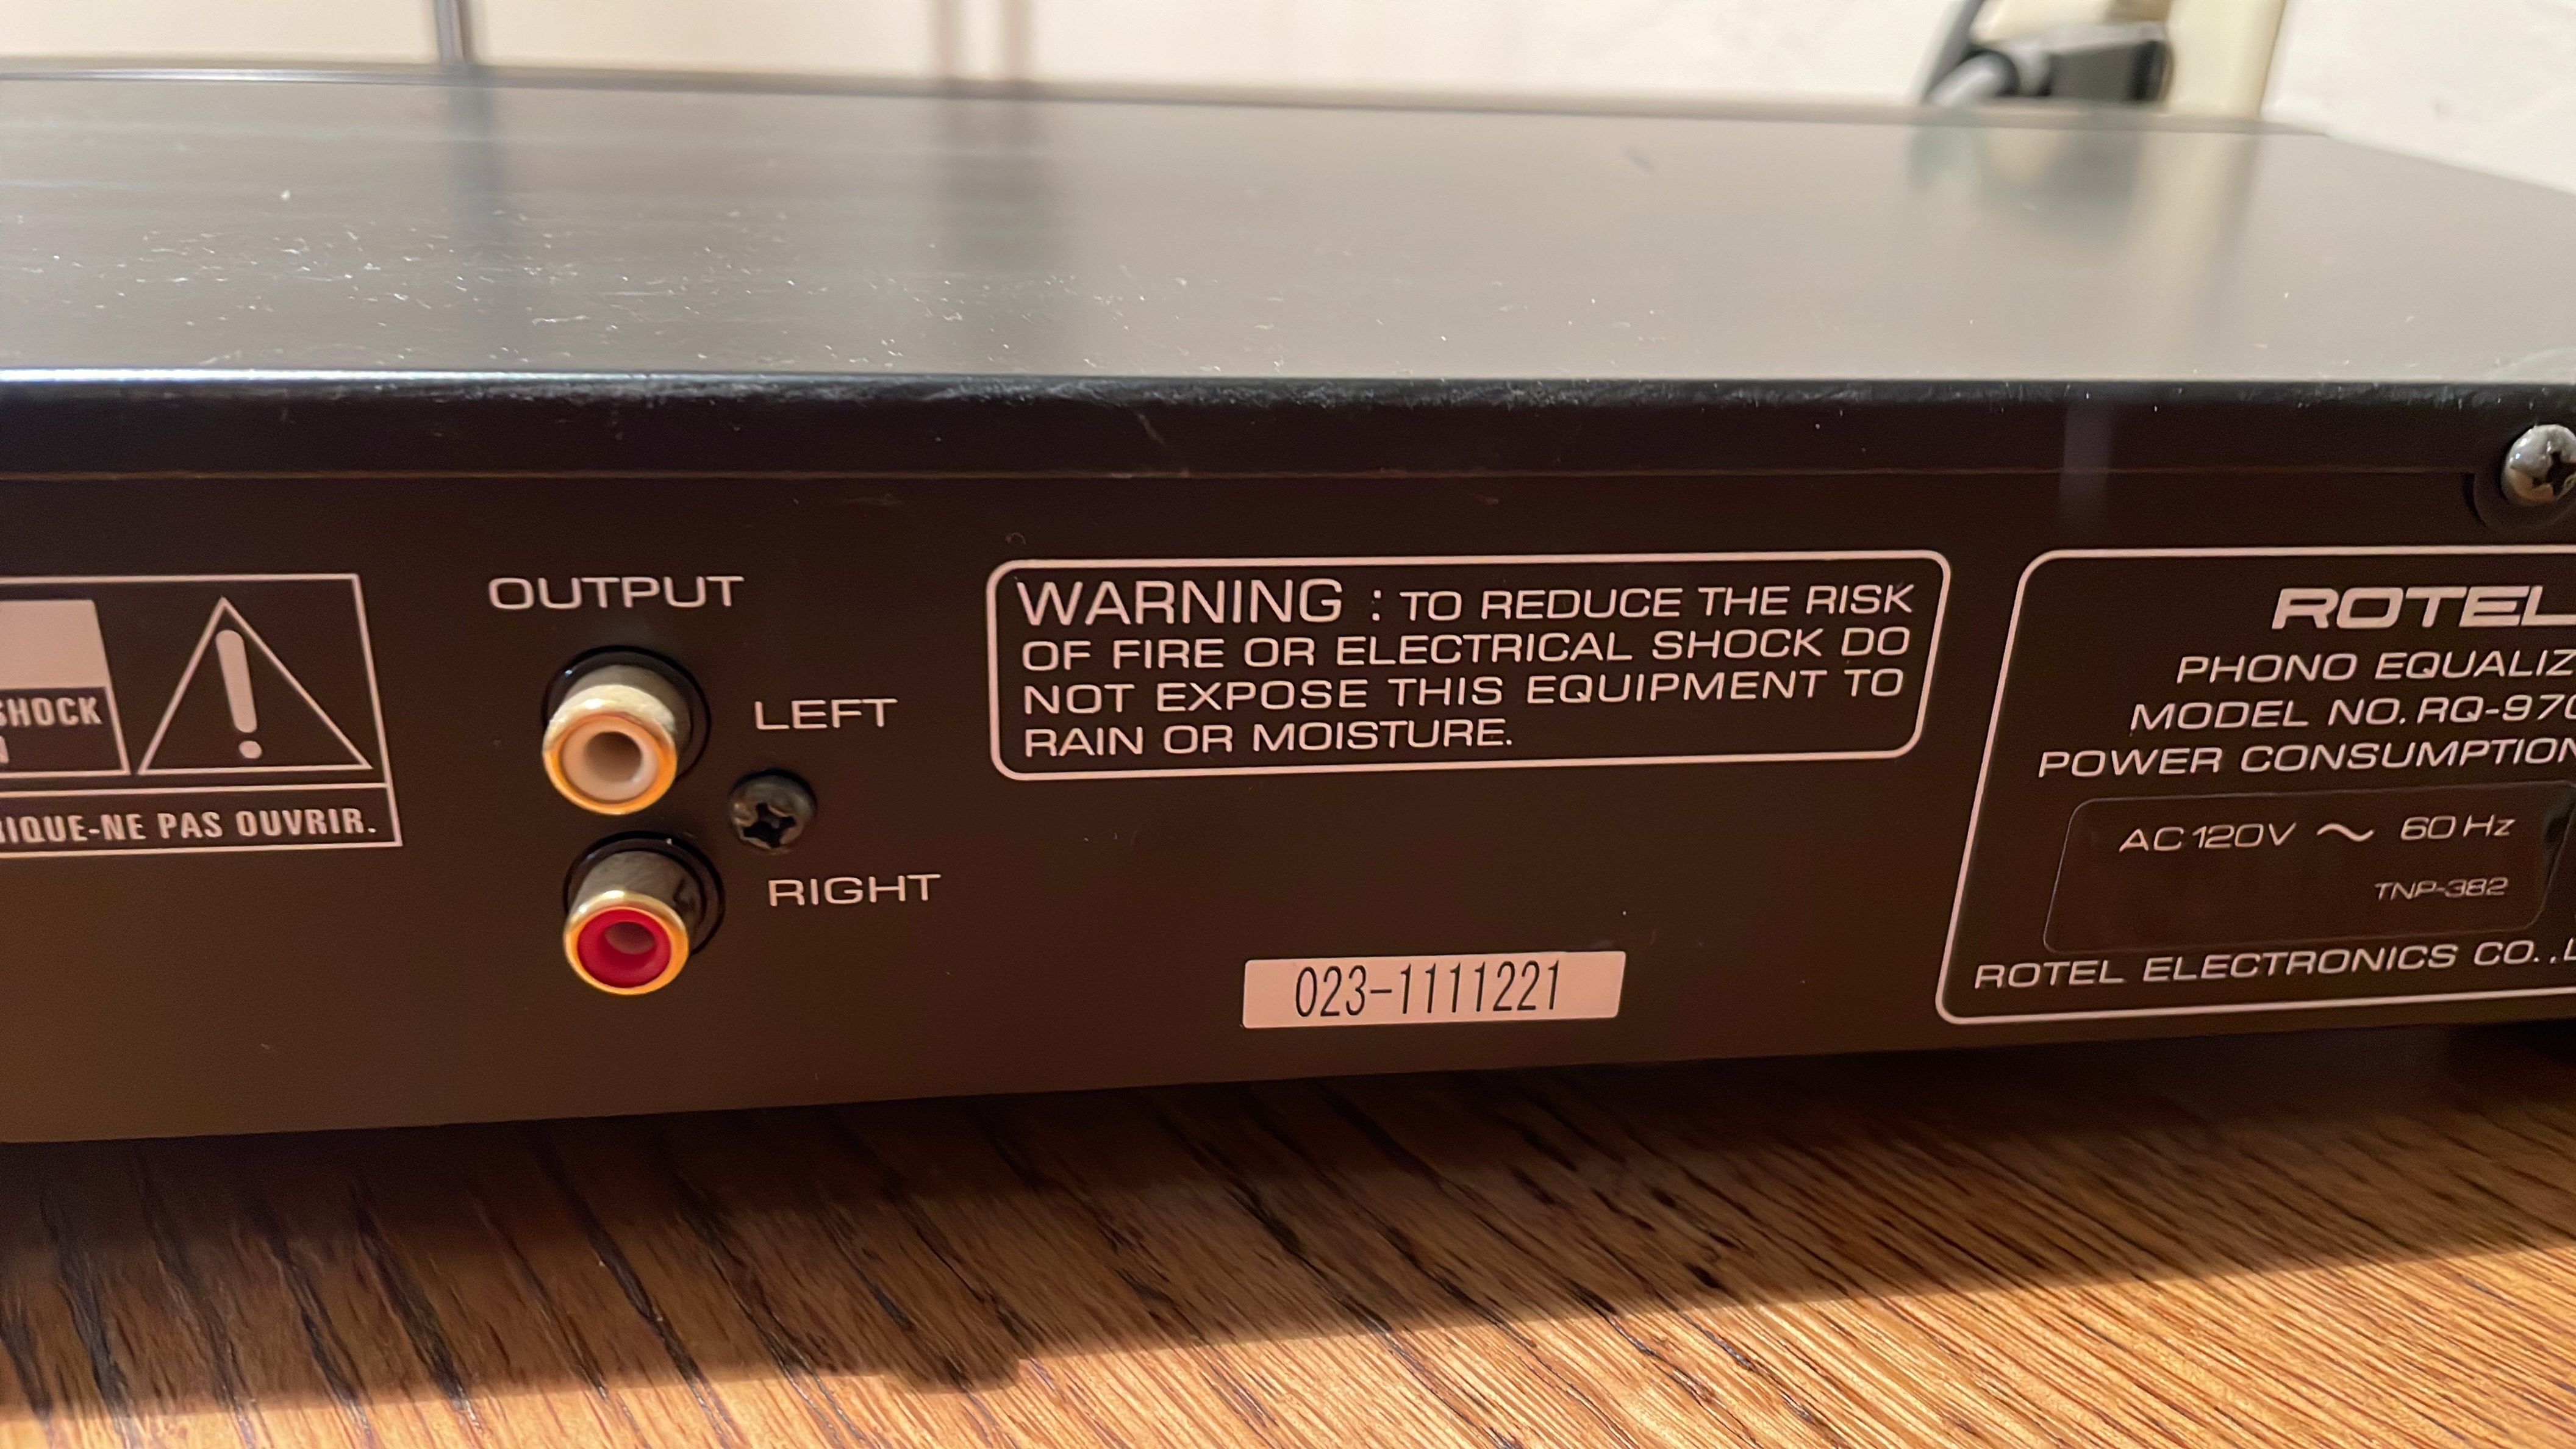 SHOCK
RIQUE-NE PAS OUVRIR.
OUTPUT
LEFT
RIGHT
WARNING : TO REDUCE THE RISK
OF FIRE OR ELECTRICAL SHOCK DO
NOT EXPOSE THIS EQUIPMENT TO
RAIN OR MOISTURE.
023-1111221
ROTEL
PHONO EQUALIZ
MODEL NO. RQ-970
POWER CONSUMPTION
AC 120V ~ 60 Hz
TNP-382
ROTEL ELECTRONICS CO.,L